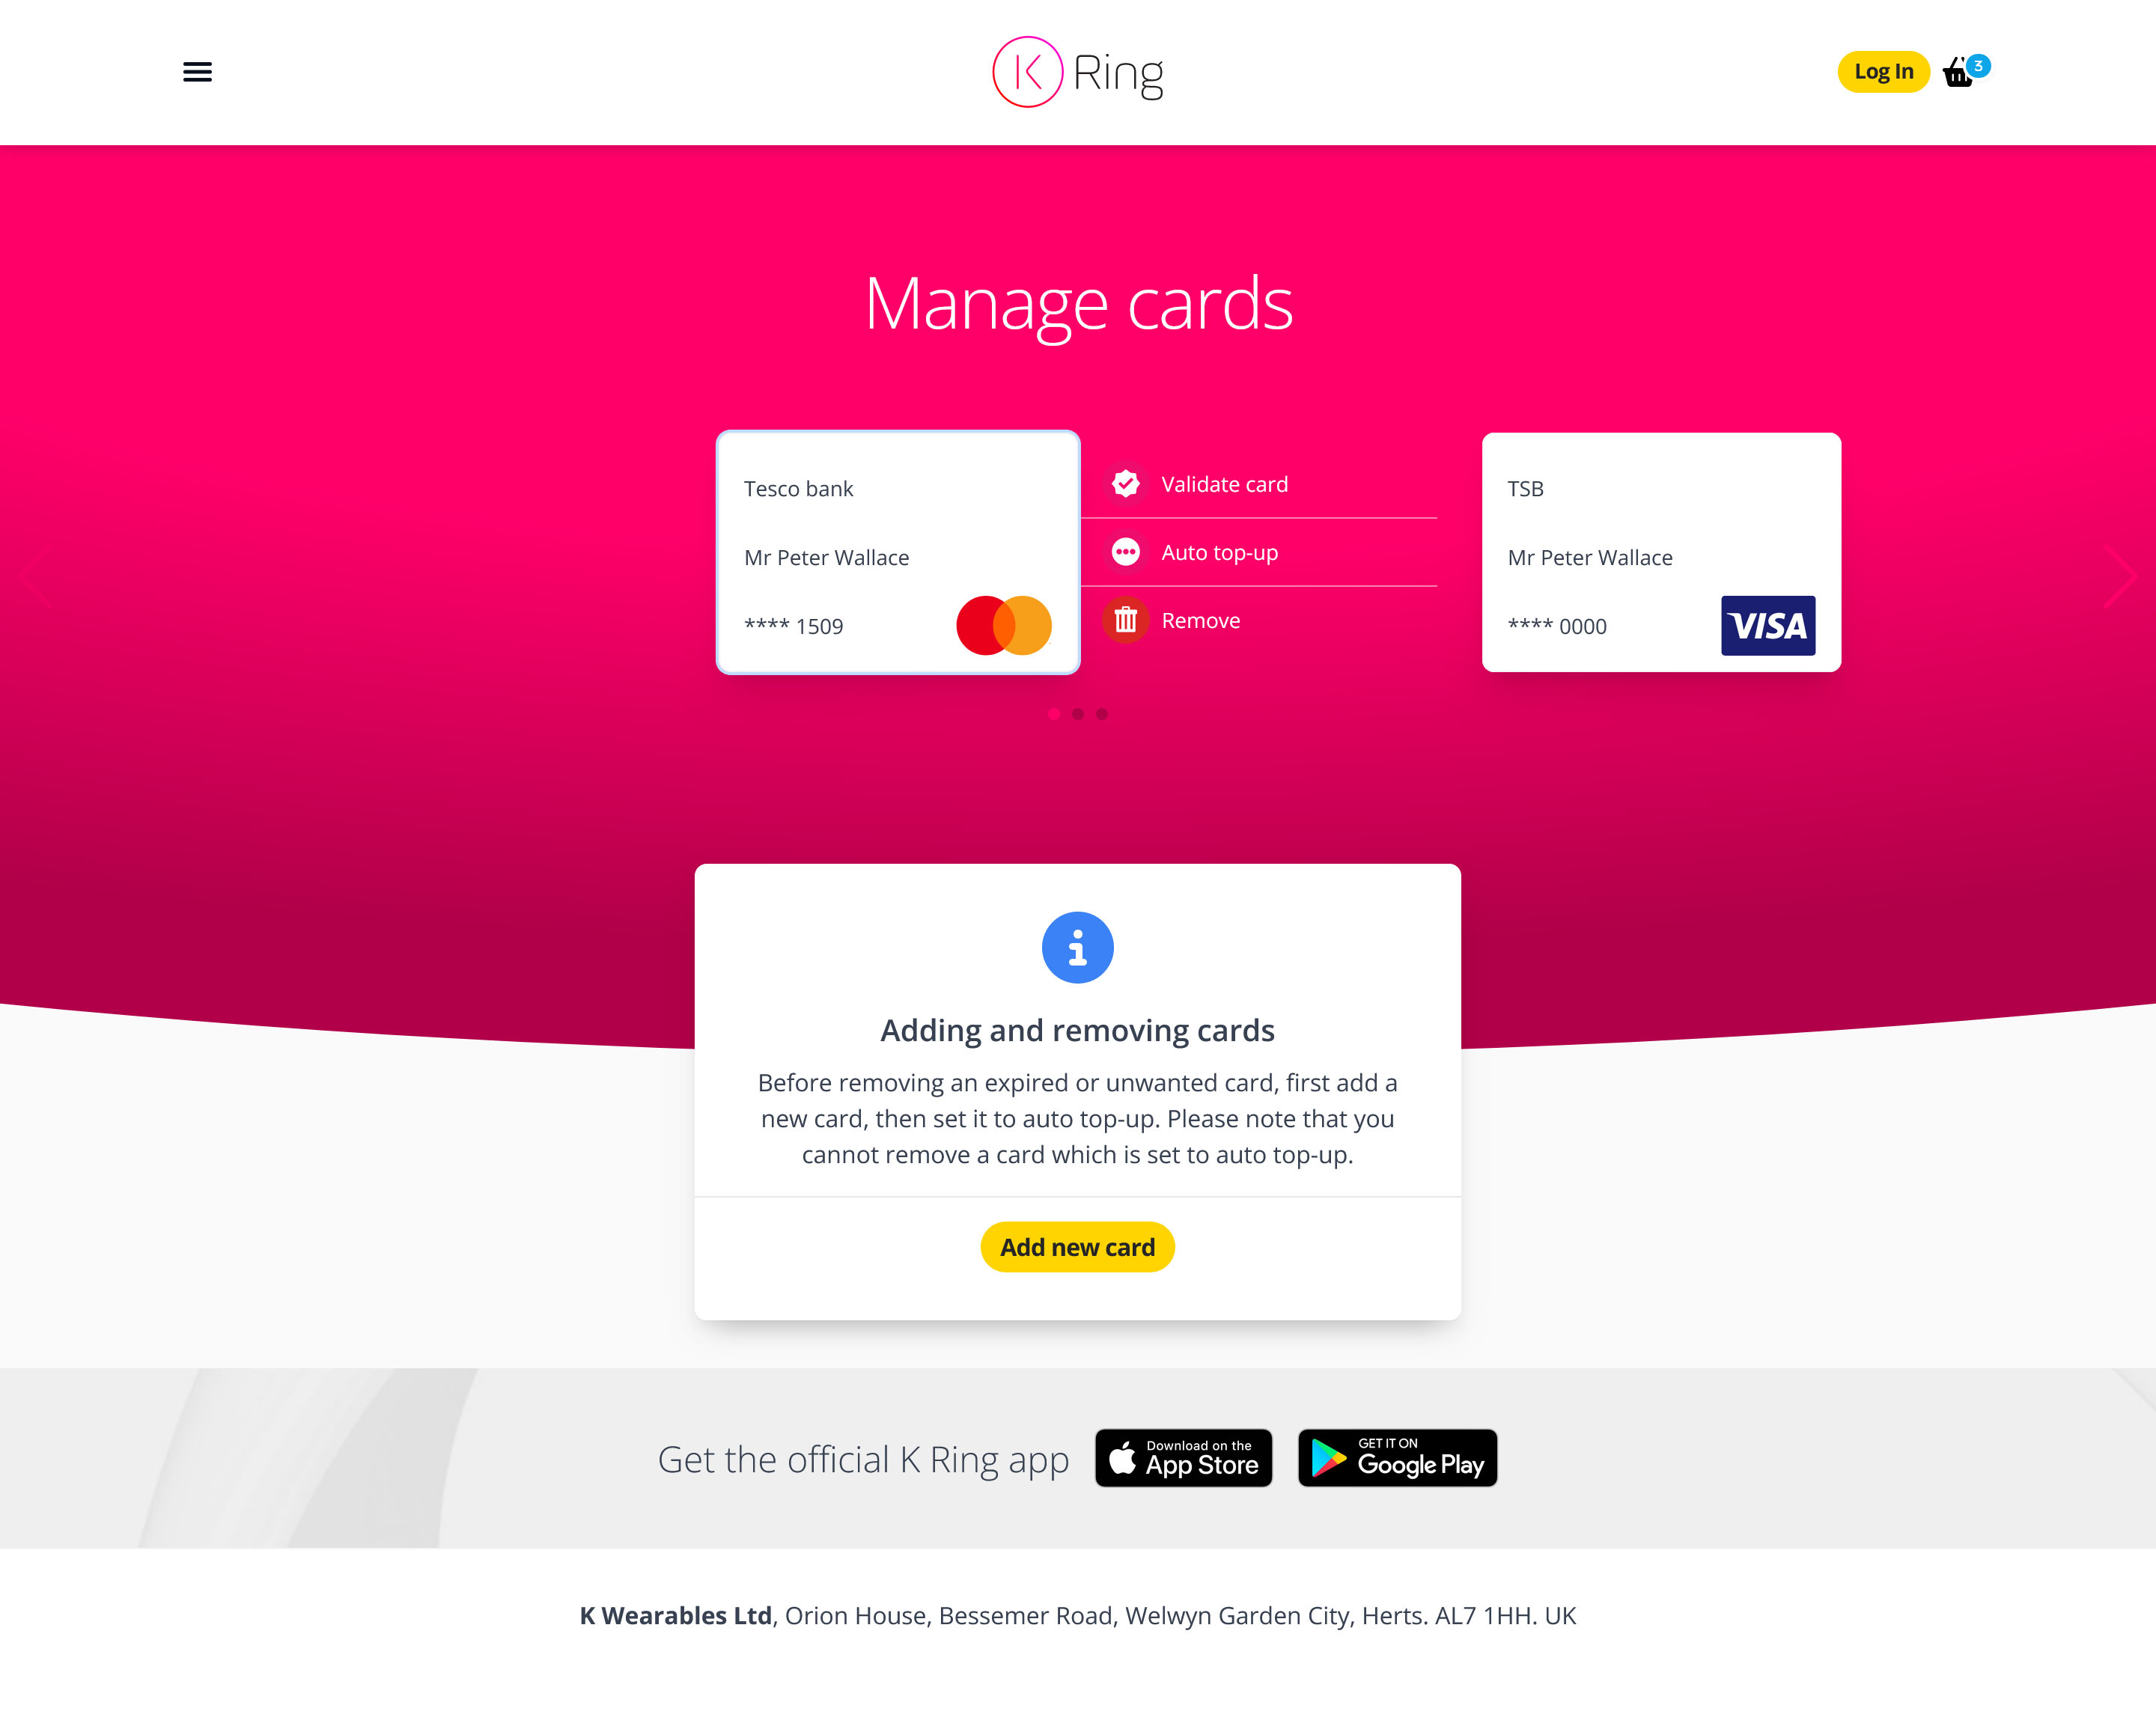 K Ring
Log In
3
Manage cards
Tesco bank
Mr Peter Wallace
**** 1509
Validate card
Auto top-up
Remove
TSB
Mr Peter Wallace
**** 0000
VISA
Adding and removing cards
Before removing an expired or unwanted card, first add a
new card, then set it to auto top-up. Please note that you
cannot remove a card which is set to auto top-up.
Add new card
Get the official K Ring app
Download on the
App Store
GET IT ON
Google Play
K Wearables Ltd, Orion House, Bessemer Road, Welwyn Garden City, Herts. AL7 1HH. UK